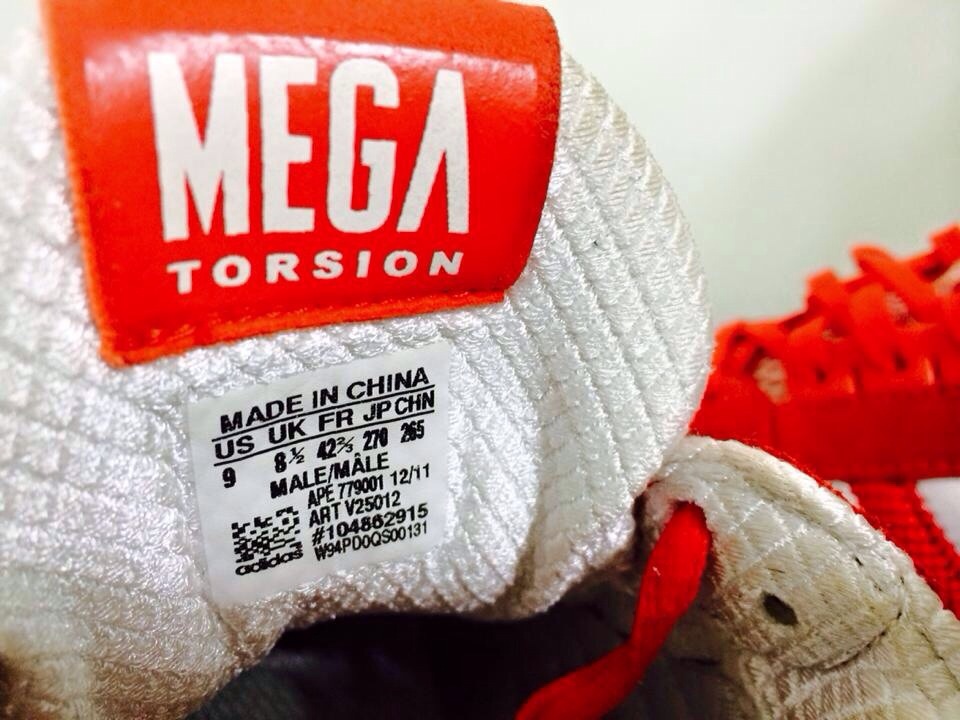 MEGA
TORSION
MADE IN CHINA
US UK FR JP CHN
9 8½ 42⅔ 270 265
MALE/MÂLE
APE 779001 12/11
ART V25012
#104862915
adidas W94PD0QS00131